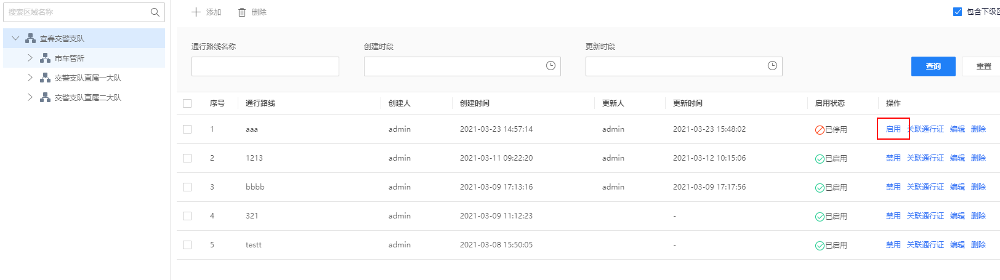 搜索区域名称
宜春交警支队
市车管所
交警支队直属一大队
交警支队直属二大队
添加 删除 包含下级区
通行路线名称 创建时段 更新时段
查询 重置
序号 通行路线 创建人 创建时间 更新人 更新时间 启用状态 操作
1 aaa admin 2021-03-23 14:57:14 admin 2021-03-23 15:48:02 已停用 启用 关联通行证 编辑 删除
2 1213 admin 2021-03-11 09:22:20 admin 2021-03-12 10:15:06 已启用 禁用 关联通行证 编辑 删除
3 bbbb admin 2021-03-09 17:13:16 admin 2021-03-09 17:17:56 已启用 禁用 关联通行证 编辑 删除
4 321 admin 2021-03-09 11:12:23 - 已启用 禁用 关联通行证 编辑 删除
5 testt admin 2021-03-08 15:50:05 - 已启用 禁用 关联通行证 编辑 删除